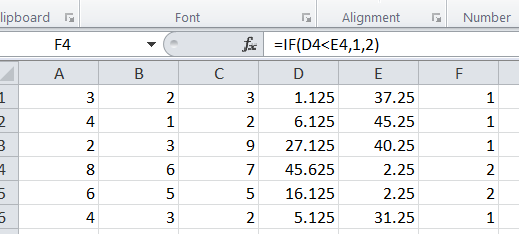 lipboard Font Alignment Number
F4 fx =IF(D4<E4,1,2)
A B C D E F
1 3 2 3 1.125 37.25 1
2 4 1 2 6.125 45.25 1
3 2 3 9 27.125 40.25 1
4 8 6 7 45.625 2.25 2
5 6 5 5 16.125 2.25 2
6 4 3 2 5.125 31.25 1